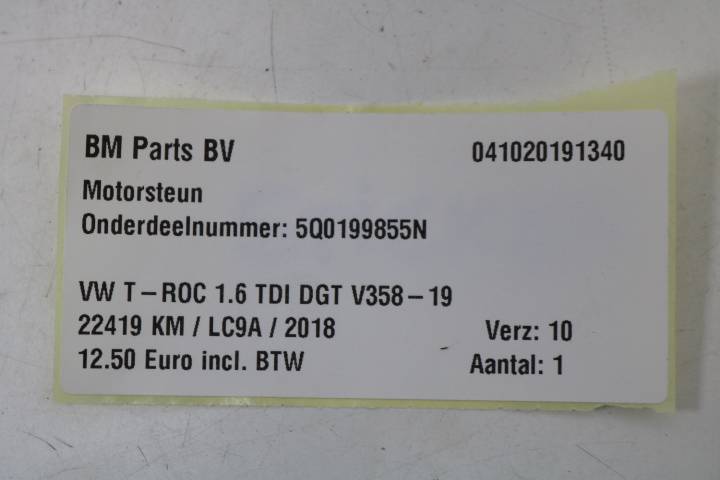 BM Parts BV 041020191340
Motorsteun
Onderdeelnummer: 5Q0199855N
VW T-ROC 1.6 TDI DGT V358-19
22419 KM / LC9A / 2018 Verz: 10
12.50 Euro incl. BTW Aantal: 1